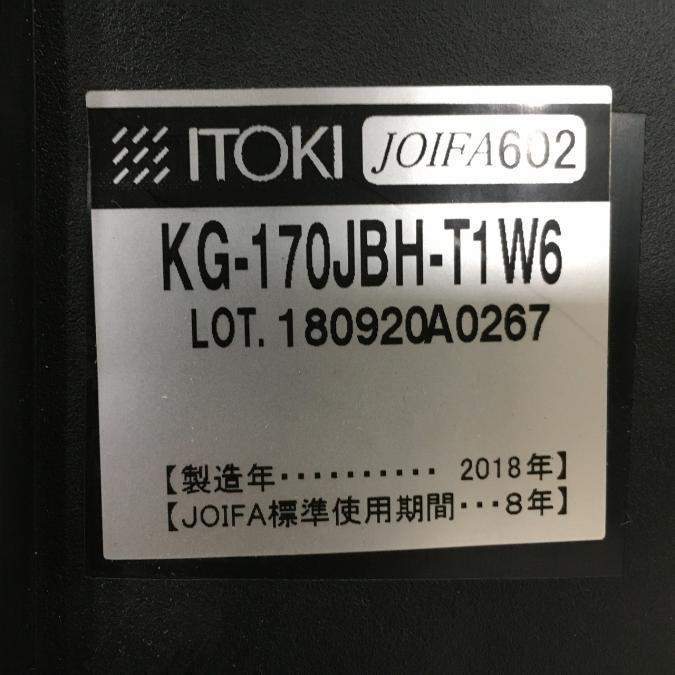 ITOKI JOIFA602
KG-170JBH-T1W6
LOT. 180920A0267
【製造年·········· 2018年】
【JOIFA標準使用期間···8年】